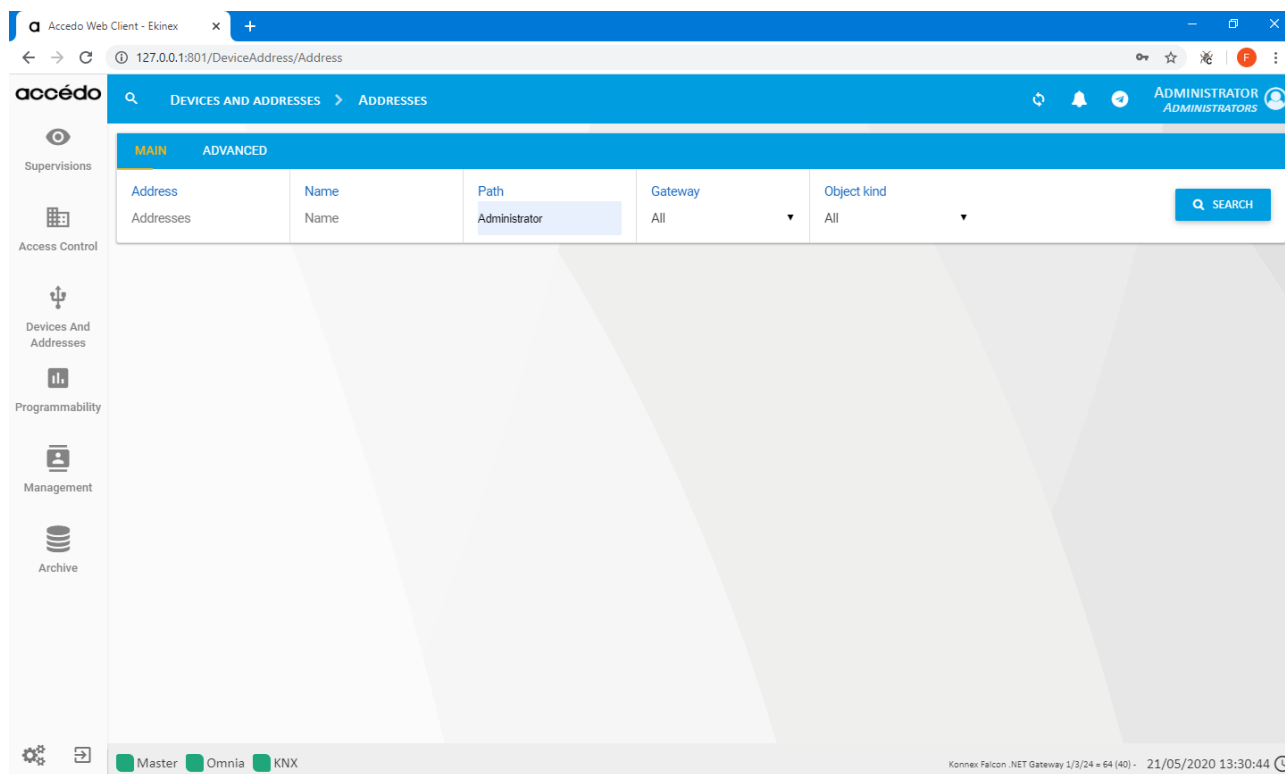 a Accedo Web Client - Ekinex × +
127.0.0.1:801/DeviceAddress/Address F
accédo
DEVICES AND ADDRESSES > ADDRESSES
ADMINISTRATOR
ADMINISTRATORS
Supervisions
Access Control
Devices And
Addresses
Programmability
Management
Archive
MAIN ADVANCED
Address Name Path Gateway Object kind
Addresses Name Administrator All All
SEARCH
Master Omnia KNX
Konnex Falcon .NET Gateway 1/3/24 = 64 (40) - 21/05/2020 13:30:44